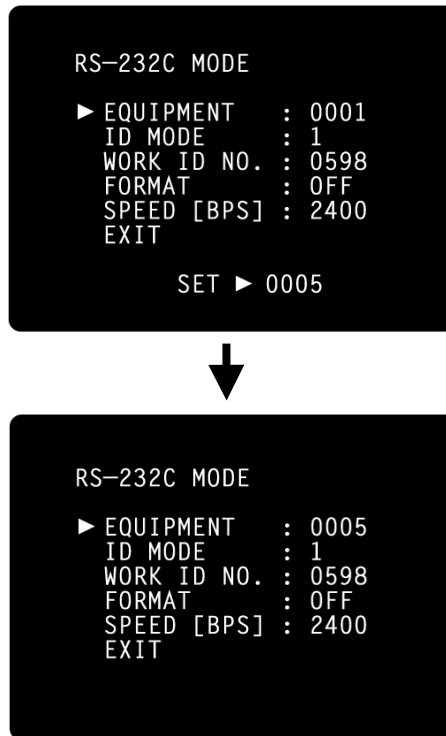 RS-232C MODE
► EQUIPMENT : 0001
ID MODE : 1
WORK ID NO. : 0598
FORMAT : OFF
SPEED [BPS] : 2400
EXIT
SET ► 0005
RS-232C MODE
► EQUIPMENT : 0005
ID MODE : 1
WORK ID NO. : 0598
FORMAT : OFF
SPEED [BPS] : 2400
EXIT